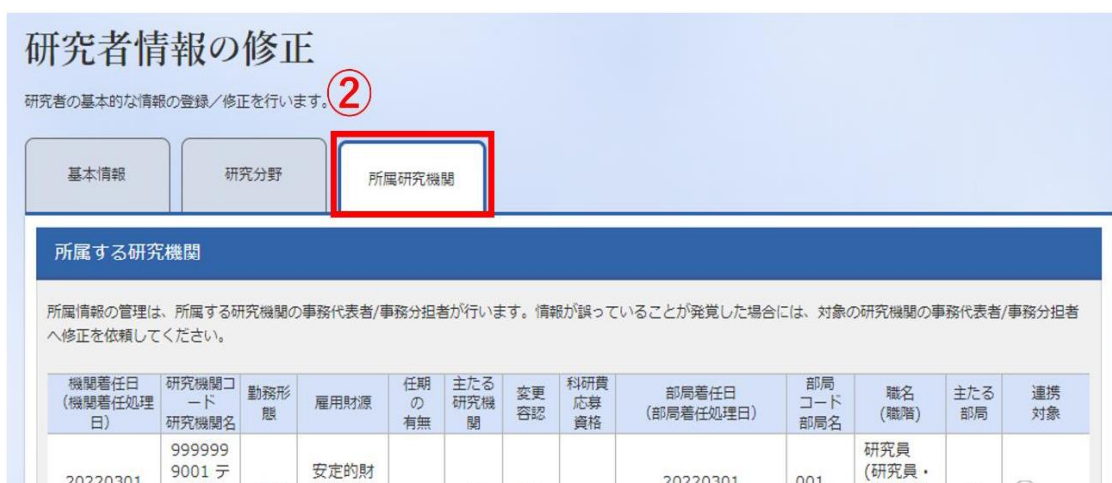 研究者情報の修正
研究者の基本的な情報の登録/修正を行います。
②
基本情報
研究分野
所属研究機関
所属する研究機関
所属情報の管理は、所属する研究機関の事務代表者/事務分担者が行います。情報が誤っていることが発覚した場合には、対象の研究機関の事務代表者/事務分担者
へ修正を依頼してください。
機関着任日
(機関着任処理
日)
研究機関コ
ード
研究機関名
勤務形
態
雇用財源
任期
の
有無
主たる
研究機
関
変更
容認
科研費
応募
資格
部局着任日
(部局着任処理日)
部局
コード
部局名
職名
(職階)
主たる
部局
連携
対象
20220301
999999
9001 テ
安定的財
20220301
001
研究員
(研究員・